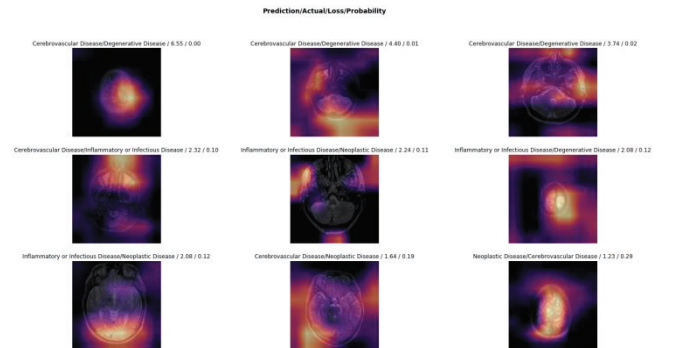 Prediction/Actual/Loss/Probability
Cerebrovascular Disease/Degenerative Disease / 6.55 / 0.00
Cerebrovascular Disease/Degenerative Disease / 4.40 / 0.01
Cerebrovascular Disease/Degenerative Disease / 3.74 / 0.02
Cerebrovascular Disease/Inflammatory or Infectious Disease / 2.32 / 0.10
Inflammatory or Infectious Disease/Neoplastic Disease / 2.24 / 0.11
Inflammatory or Infectious Disease/Degenerative Disease / 2.08 / 0.12
Inflammatory or Infectious Disease/Neoplastic Disease / 2.08 / 0.12
Cerebrovascular Disease/Neoplastic Disease / 1.64 / 0.19
Neoplastic Disease/Cerebrovascular Disease / 1.23 / 0.29